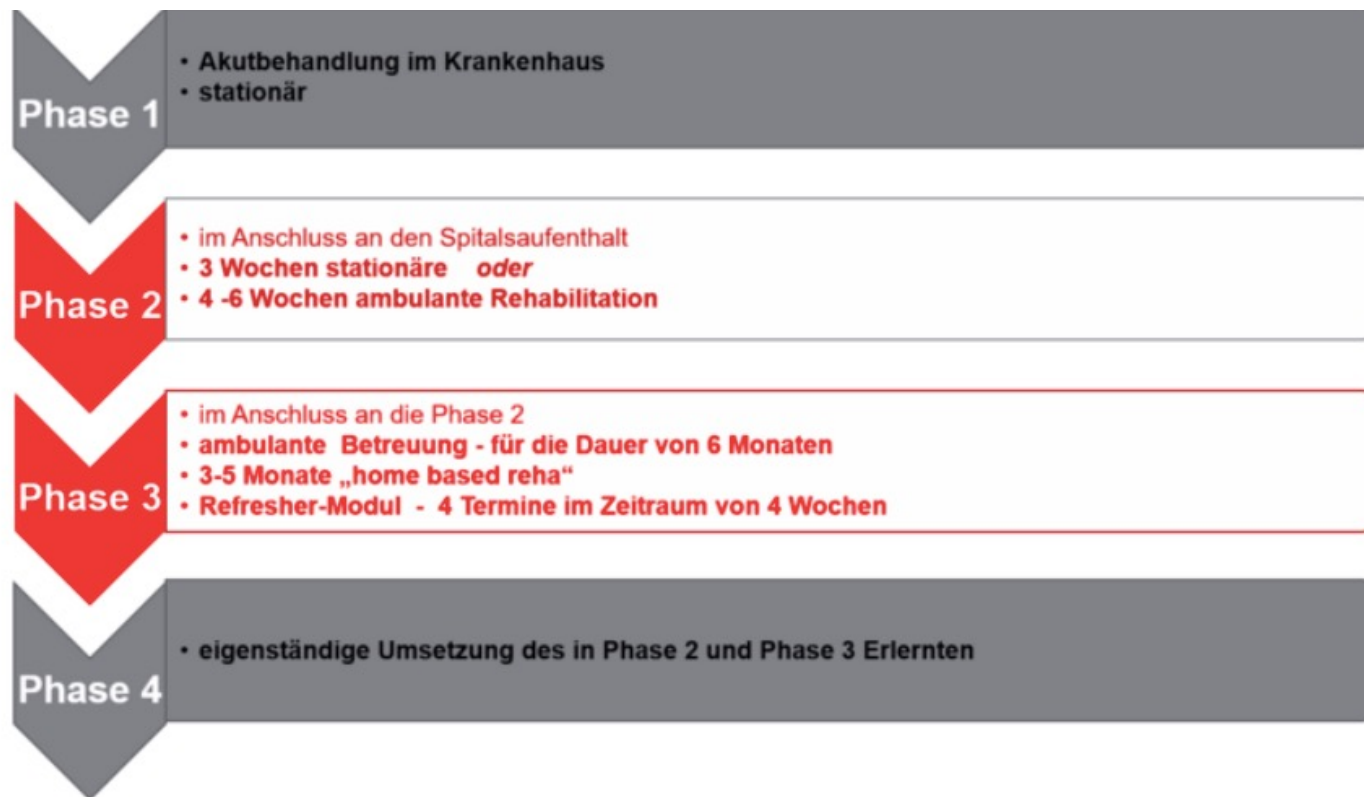 Phase 1
• Akutbehandlung im Krankenhaus
• stationär
Phase 2
• im Anschluss an den Spitalsaufenthalt
• 3 Wochen stationäre oder
• 4 -6 Wochen ambulante Rehabilitation
Phase 3
• im Anschluss an die Phase 2
• ambulante Betreuung - für die Dauer von 6 Monaten
• 3-5 Monate „home based reha“
• Refresher-Modul - 4 Termine im Zeitraum von 4 Wochen
Phase 4
• eigenständige Umsetzung des in Phase 2 und Phase 3 Erlernten